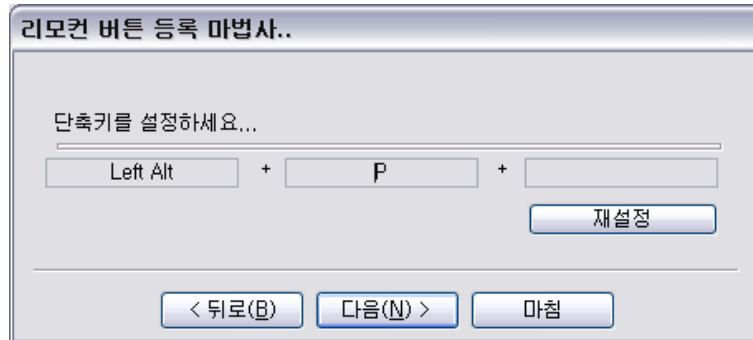 리모컨 버튼 등록 마법사..
단축키를 설정하세요...
Left Alt + P +
재설정
< 뒤로(B) 다음(N) > 마침